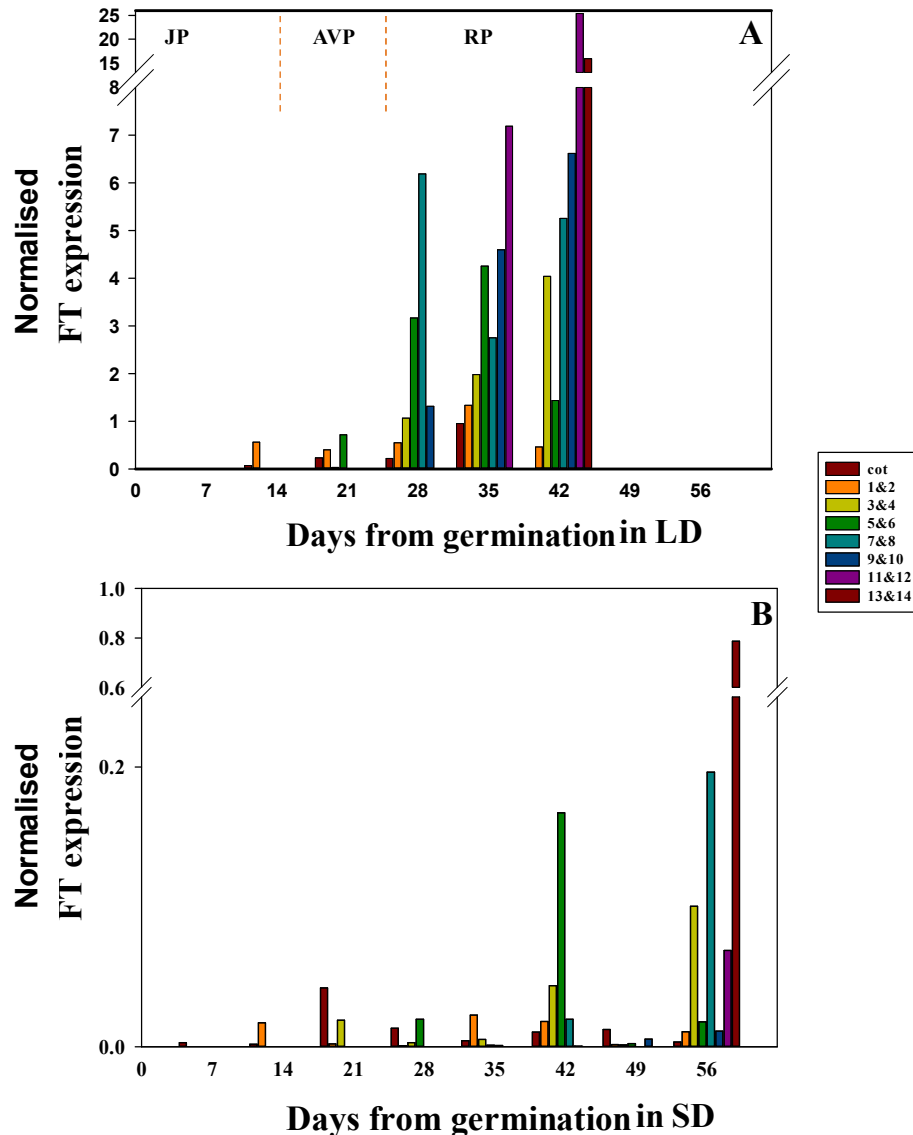 JP AVP RP A
25
20
15
8
7
6
5
4
3
2
1
0
Normalised
FT expression
0 7 14 21 28 35 42 49 56
Days from germination in LD
cot
1&2
3&4
5&6
7&8
9&10
11&12
13&14
B
1.0
0.8
0.6
0.2
0.0
Normalised
FT expression
0 7 14 21 28 35 42 49 56
Days from germination in SD